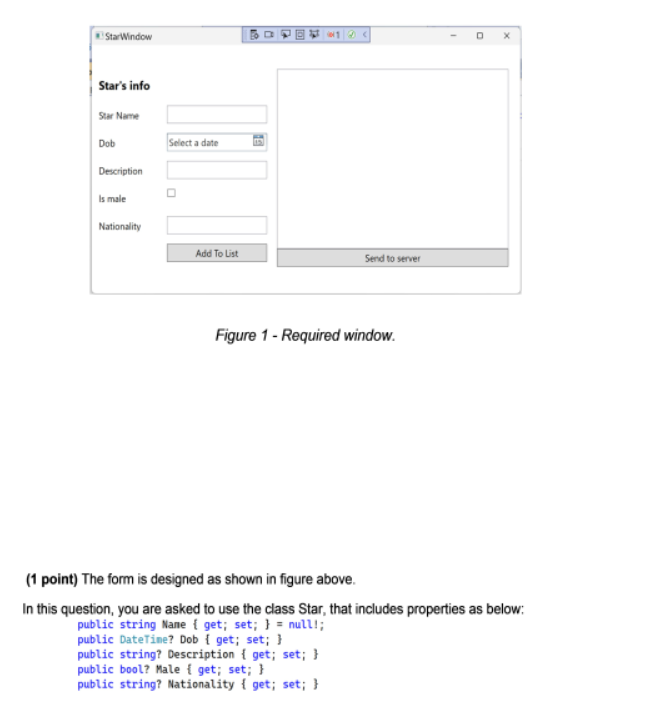 StarWindow
Star's info
Star Name
Dob
Select a date
15
Description
Is male
Nationality
Add To List
Send to server
Figure 1 - Required window.
(1 point) The form is designed as shown in figure above.
In this question, you are asked to use the class Star, that includes properties as below:
public string Name { get; set; } = null!;
public DateTime? Dob { get; set; }
public string? Description { get; set; }
public bool? Male { get; set; }
public string? Nationality { get; set; }